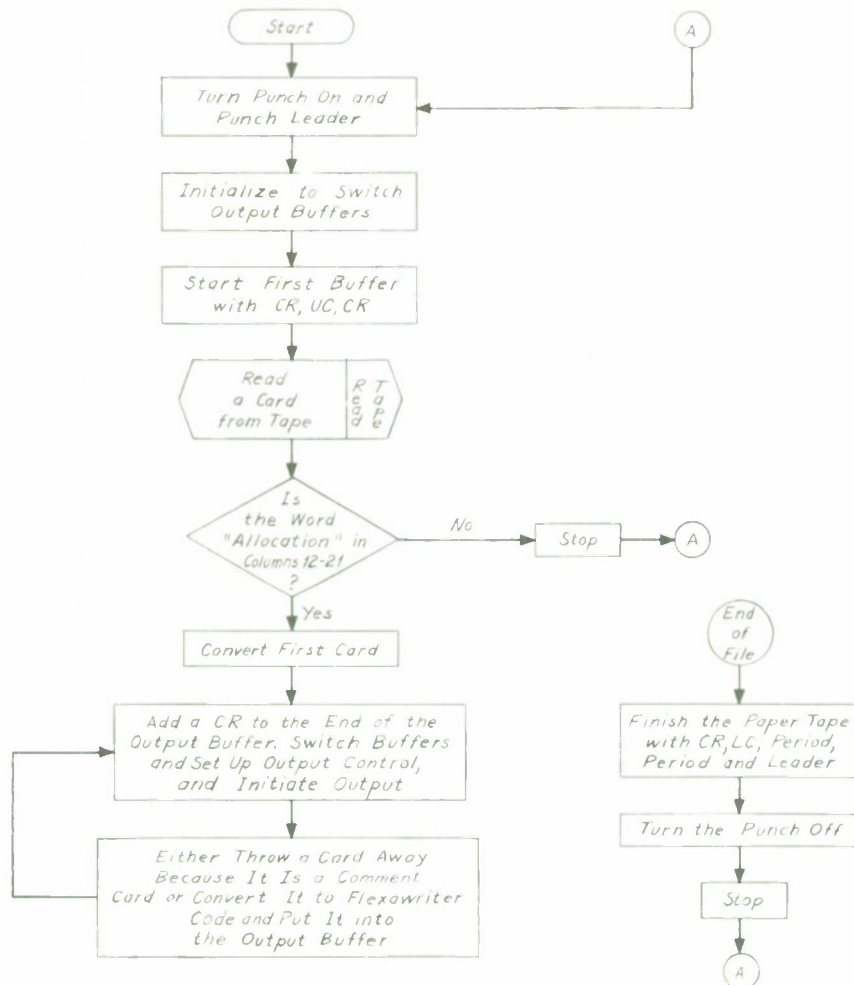 Start
A
Turn Punch On and
Punch Leader
Initialize to Switch
Output Buffers
Start First Buffer
with CR, UC, CR
Read
a Card
from Tape
Read
Tape
Is
the Word
"Allocation" in
Columns 12-21
?
No
Stop
A
Yes
Convert First Card
Add a CR to the End of the
Output Buffer. Switch Buffers
and Set Up Output Control,
and Initiate Output
Either Throw a Card Away
Because It Is a Comment
Card or Convert It to Flexawriter
Code and Put It into
the Output Buffer
End
of
File
Finish the Paper Tape
with CR, LC, Period,
Period and Leader
Turn the Punch Off
Stop
A